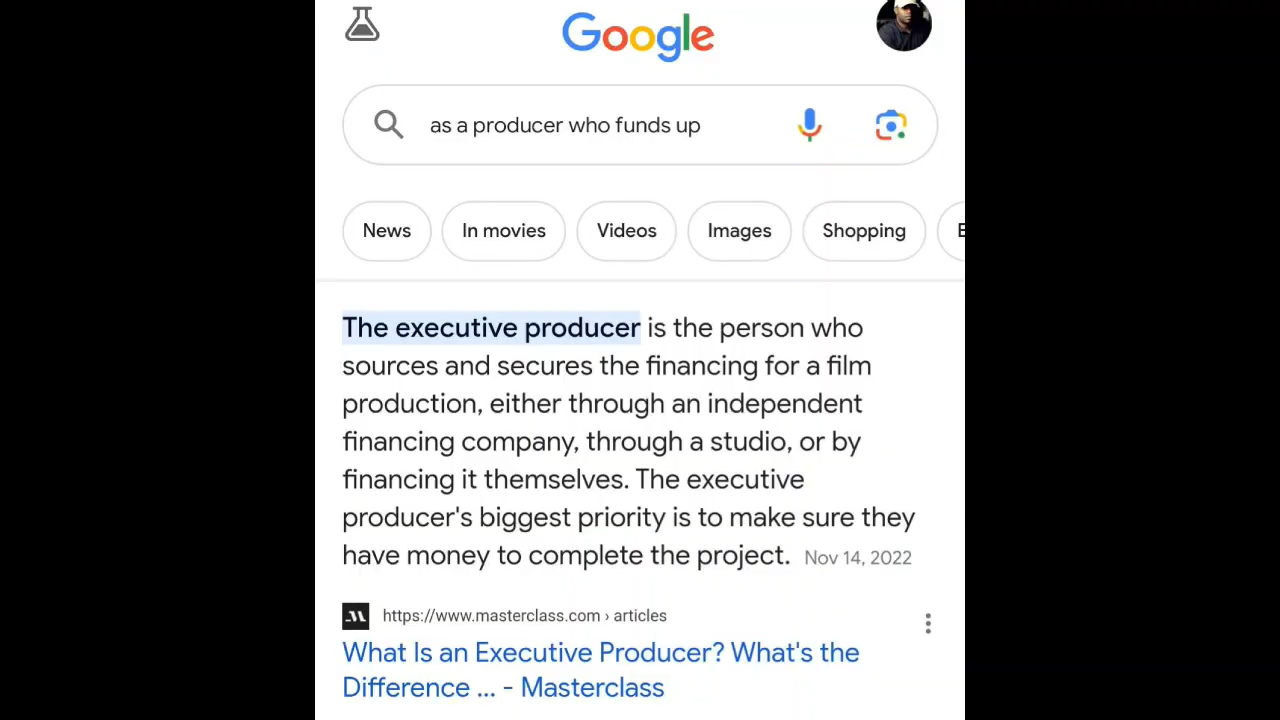 Google
as a producer who funds up
News In movies Videos Images Shopping
The executive producer is the person who
sources and secures the financing for a film
production, either through an independent
financing company, through a studio, or by
financing it themselves. The executive
producer's biggest priority is to make sure they
have money to complete the project. Nov 14, 2022
https://www.masterclass.com › articles
What Is an Executive Producer? What's the
Difference ... - Masterclass